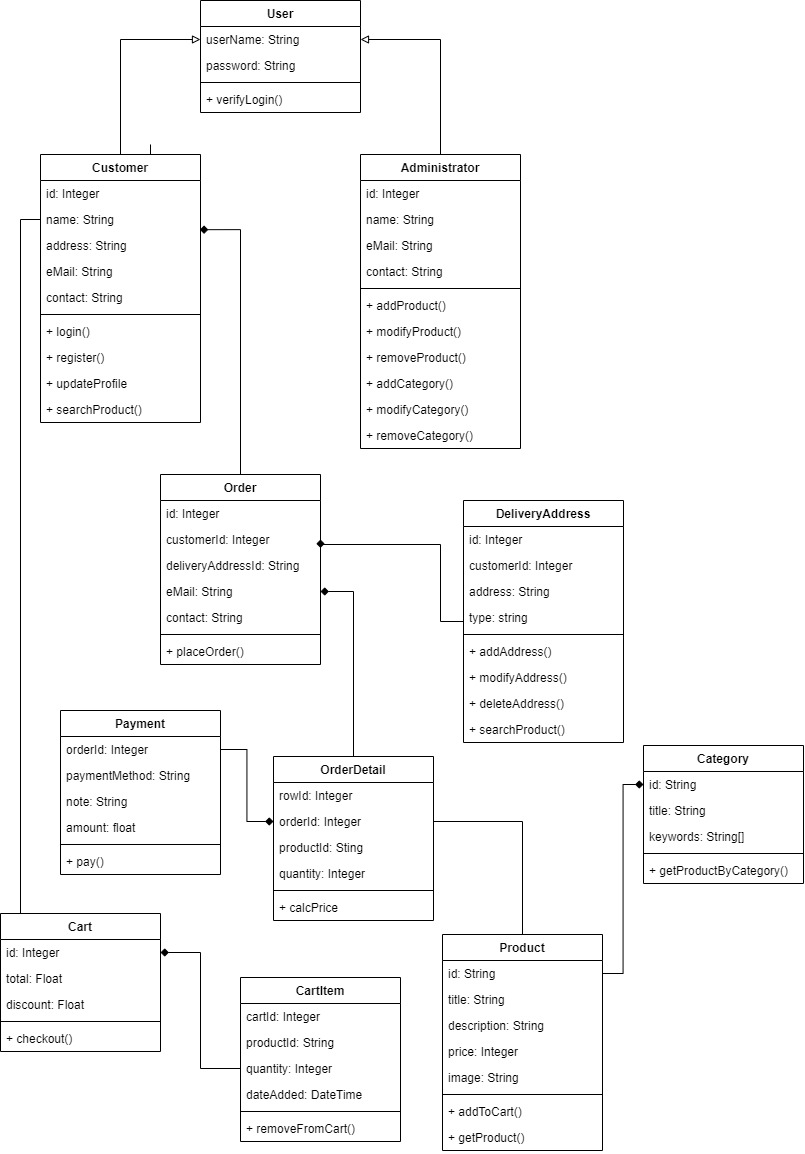 User
userName: String
password: String
+ verifyLogin()
Customer
id: Integer
name: String
address: String
eMail: String
contact: String
+ login()
+ register()
+ updateProfile
+ searchProduct()
Administrator
id: Integer
name: String
eMail: String
contact: String
+ addProduct()
+ modifyProduct()
+ removeProduct()
+ addCategory()
+ modifyCategory()
+ removeCategory()
Order
id: Integer
customerId: Integer
deliveryAddressId: String
eMail: String
contact: String
+ placeOrder()
DeliveryAddress
id: Integer
customerId: Integer
address: String
type: string
+ addAddress()
+ modifyAddress()
+ deleteAddress()
+ searchProduct()
Payment
orderId: Integer
paymentMethod: String
note: String
amount: float
+ pay()
OrderDetail
rowId: Integer
orderId: Integer
productId: Sting
quantity: Integer
+ calcPrice
Category
id: String
title: String
keywords: String[]
+ getProductByCategory()
Cart
id: Integer
total: Float
discount: Float
+ checkout()
CartItem
cartId: Integer
productId: String
quantity: Integer
dateAdded: DateTime
+ removeFromCart()
Product
id: String
title: String
description: String
price: Integer
image: String
+ addToCart()
+ getProduct()